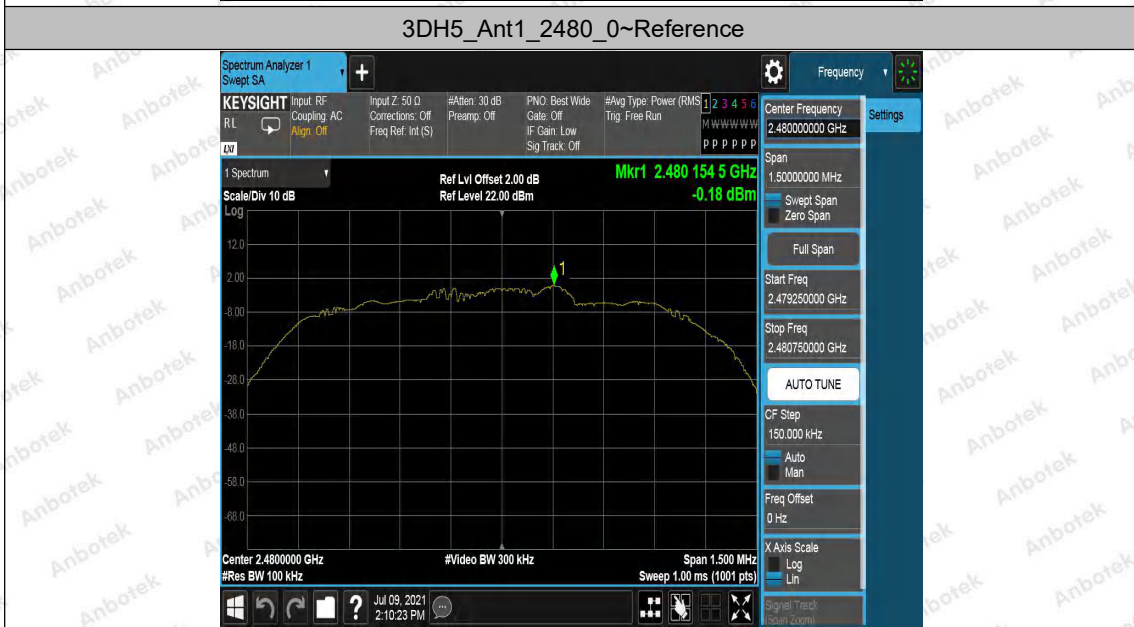 3DH5_Ant1_2480_0~Reference
Spectrum Analyzer 1
Swept SA
+
Frequency
KEYSIGHT
RL
LXI
Input: RF
Coupling: AC
Align: Off
Input Z: 50 Ω
Corrections: Off
Freq Ref: Int (S)
#Atten: 30 dB
Preamp: Off
PNO: Best Wide
Gate: Off
IF Gain: Low
Sig Track: Off
#Avg Type: Power (RMS
Trig: Free Run
1 2 3 4 5 6
M W W W W W
P P P P P P
Center Frequency
2.480000000 GHz
Settings
Span
1.50000000 MHz
Swept Span
Zero Span
Full Span
Start Freq
2.479250000 GHz
Stop Freq
2.480750000 GHz
AUTO TUNE
CF Step
150.000 kHz
Auto
Man
Freq Offset
0 Hz
X Axis Scale
Log
Lin
Signal Track
(Span Zoom)
1 Spectrum
Scale/Div 10 dB
Ref Lvl Offset 2.00 dB
Ref Level 22.00 dBm
Mkr1 2.480 154 5 GHz
-0.18 dBm
Log
12.0
2.00
-8.00
-18.0
-28.0
-38.0
-48.0
-58.0
-68.0
1
Center 2.4800000 GHz
#Res BW 100 kHz
#Video BW 300 kHz
Span 1.500 MHz
Sweep 1.00 ms (1001 pts)
?
Jul 09, 2021
2:10:23 PM
Anbotek